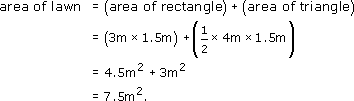 area of lawn = (area of rectangle) + (area of triangle)
= (3m × 1.5m) + (1/2 × 4m × 1.5m)
= 4.5m² + 3m²
= 7.5m².